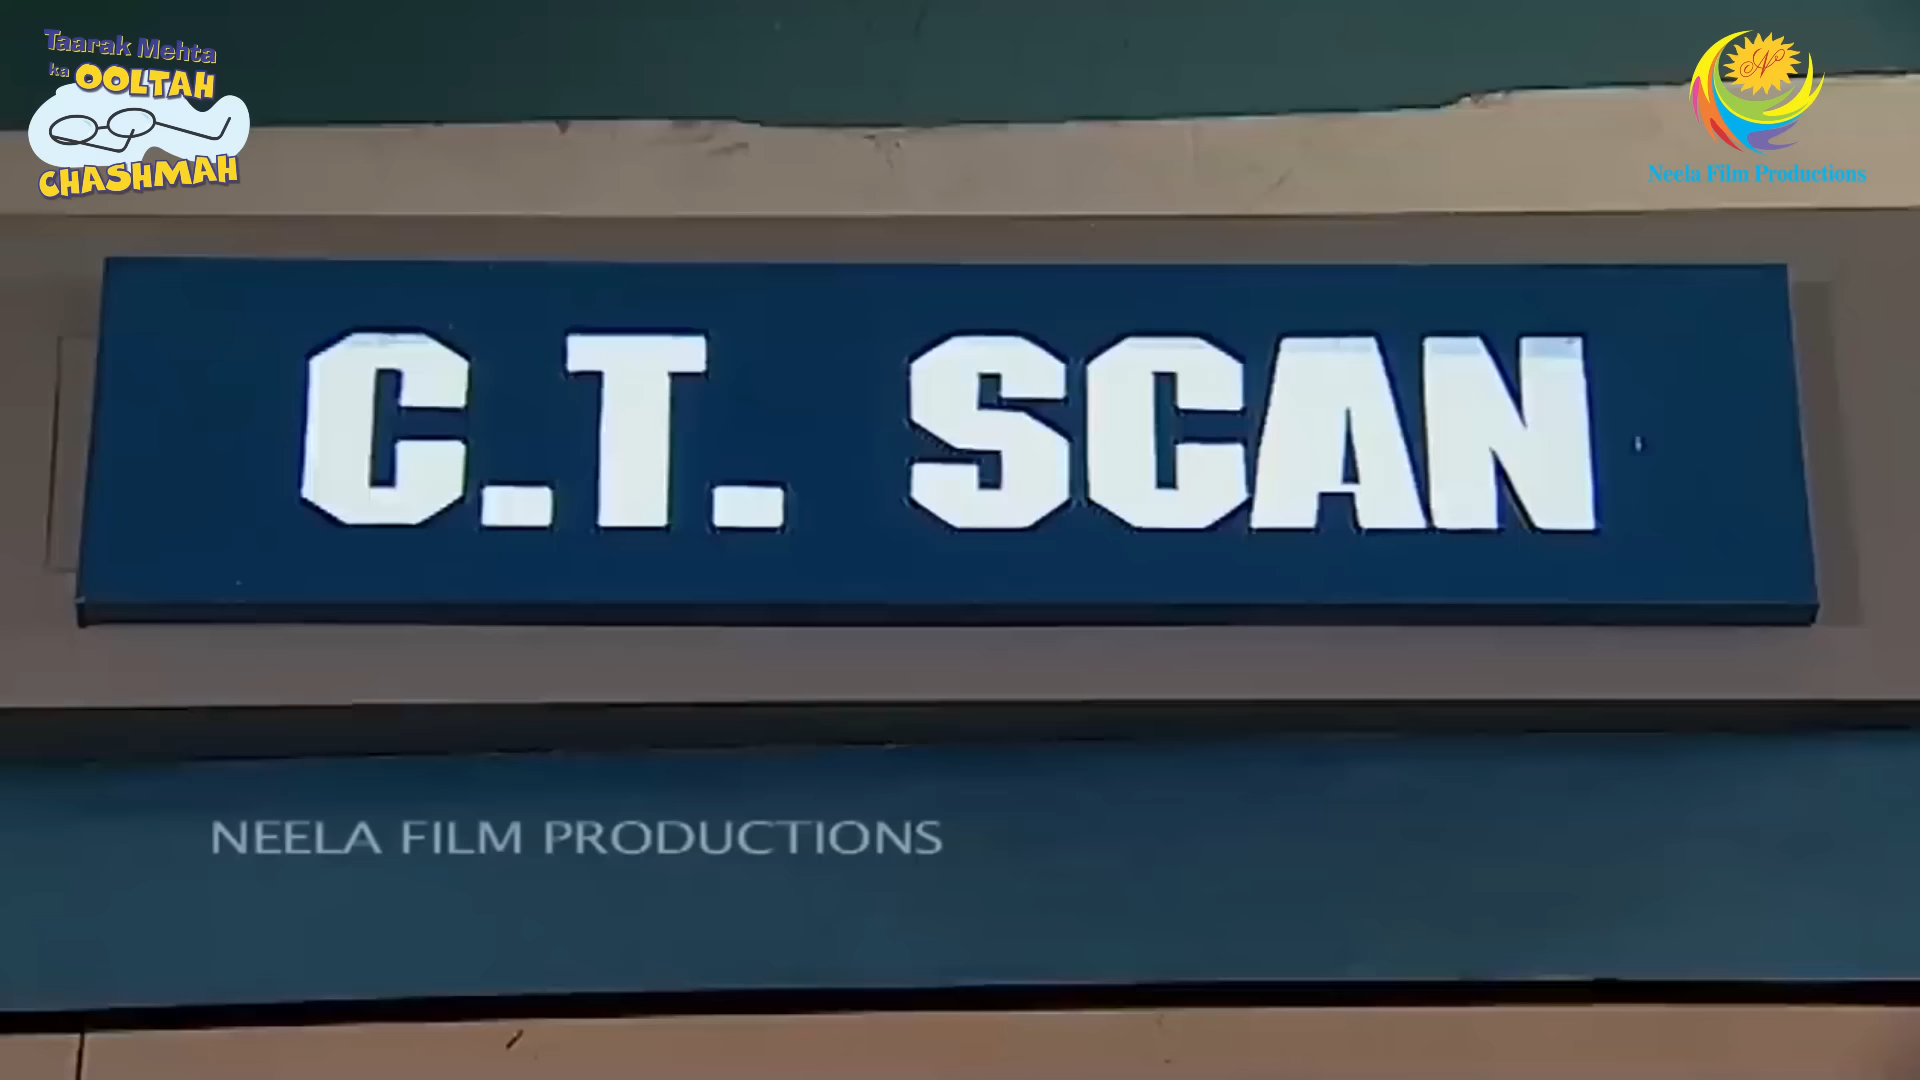 Taarak Mehta
ka OOLTAH
CHASHMAH
Neela Film Productions
C.T. SCAN
NEELA FILM PRODUCTIONS